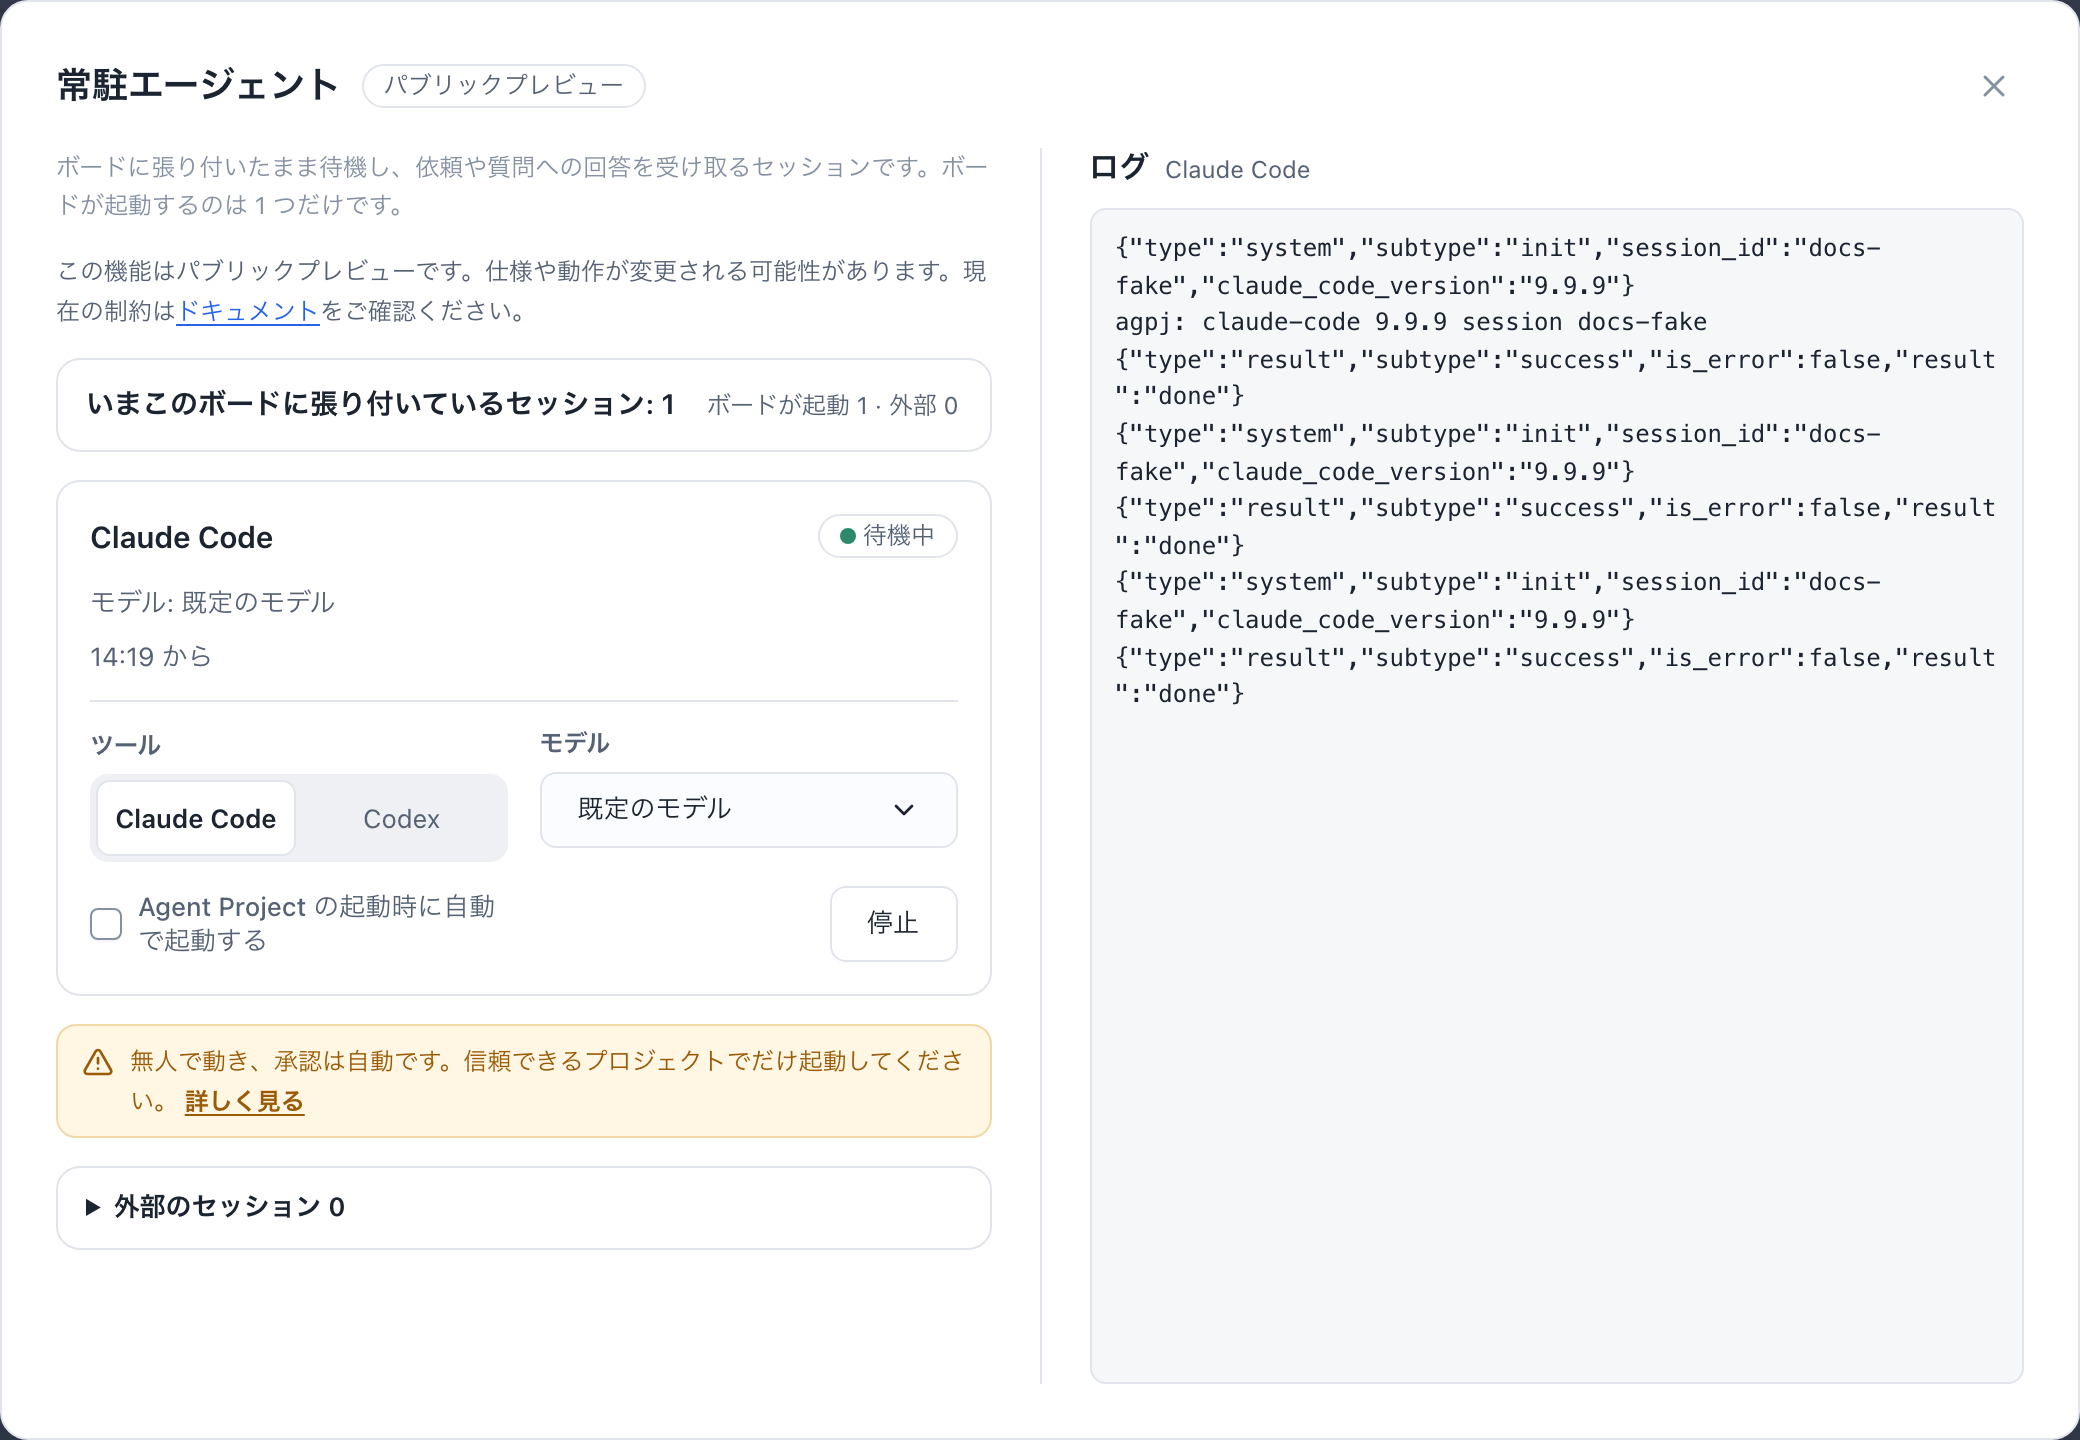 常駐エージェント
パブリックプレビュー
ボードに張り付いたまま待機し、依頼や質問への回答を受け取るセッションです。ボー
ドが起動するのは 1 つだけです。
この機能はパブリックプレビューです。仕様や動作が変更される可能性があります。現
在の制約はドキュメントをご確認ください。
いまこのボードに張り付いているセッション: 1
ボードが起動 1 · 外部 0
Claude Code
待機中
モデル: 既定のモデル
14:19 から
ツール
Claude Code
Codex
モデル
既定のモデル
Agent Project の起動時に自動
で起動する
停止
無人で動き、承認は自動です。信頼できるプロジェクトでだけ起動してくださ
い。 詳しく見る
外部のセッション 0
ログ Claude Code
{"type":"system","subtype":"init","session_id":"docs-
fake","claude_code_version":"9.9.9"}
agpj: claude-code 9.9.9 session docs-fake
{"type":"result","subtype":"success","is_error":false,"result
":"done"}
{"type":"system","subtype":"init","session_id":"docs-
fake","claude_code_version":"9.9.9"}
{"type":"result","subtype":"success","is_error":false,"result
":"done"}
{"type":"system","subtype":"init","session_id":"docs-
fake","claude_code_version":"9.9.9"}
{"type":"result","subtype":"success","is_error":false,"result
":"done"}